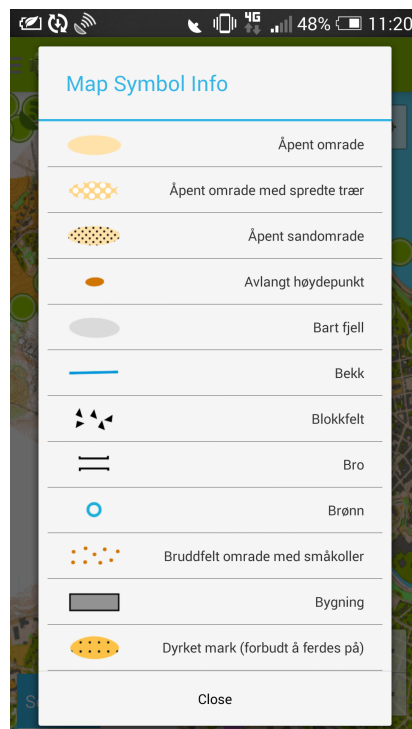 4G
48%
11:20
Map Symbol Info
Åpent omrade
Åpent omrade med spredte trær
Åpent sandomrade
Avlangt høydepunkt
Bart fjell
Bekk
Blokkfelt
Bro
Brønn
Bruddfelt omrade med småkoller
Bygning
Dyrket mark (forbudt å ferdes på)
Close